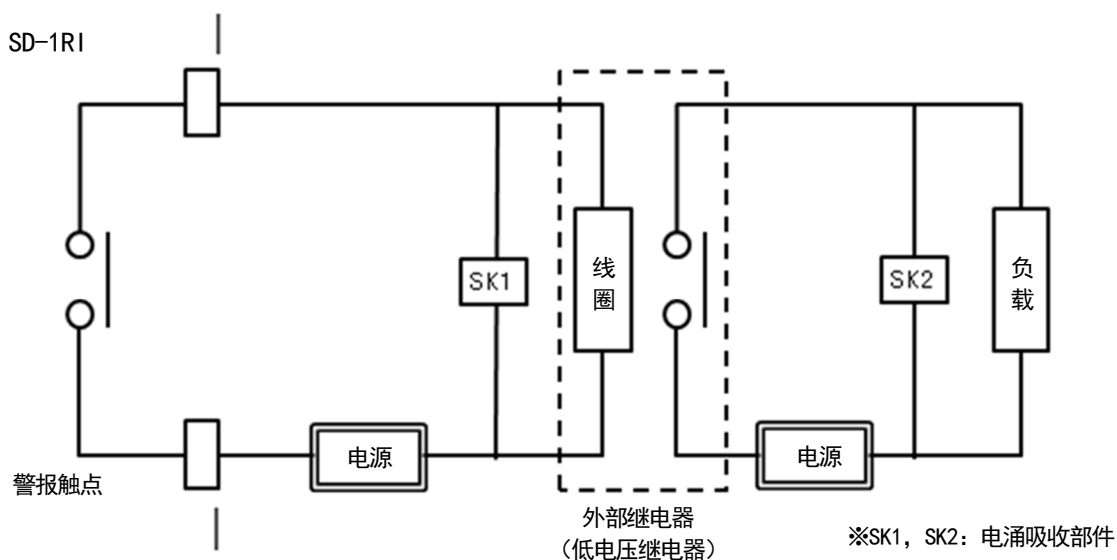 SD-1RI
SK1
线圈
SK2
负载
电源
电源
警报触点
外部继电器
（低电压继电器）
※SK1，SK2：电涌吸收部件